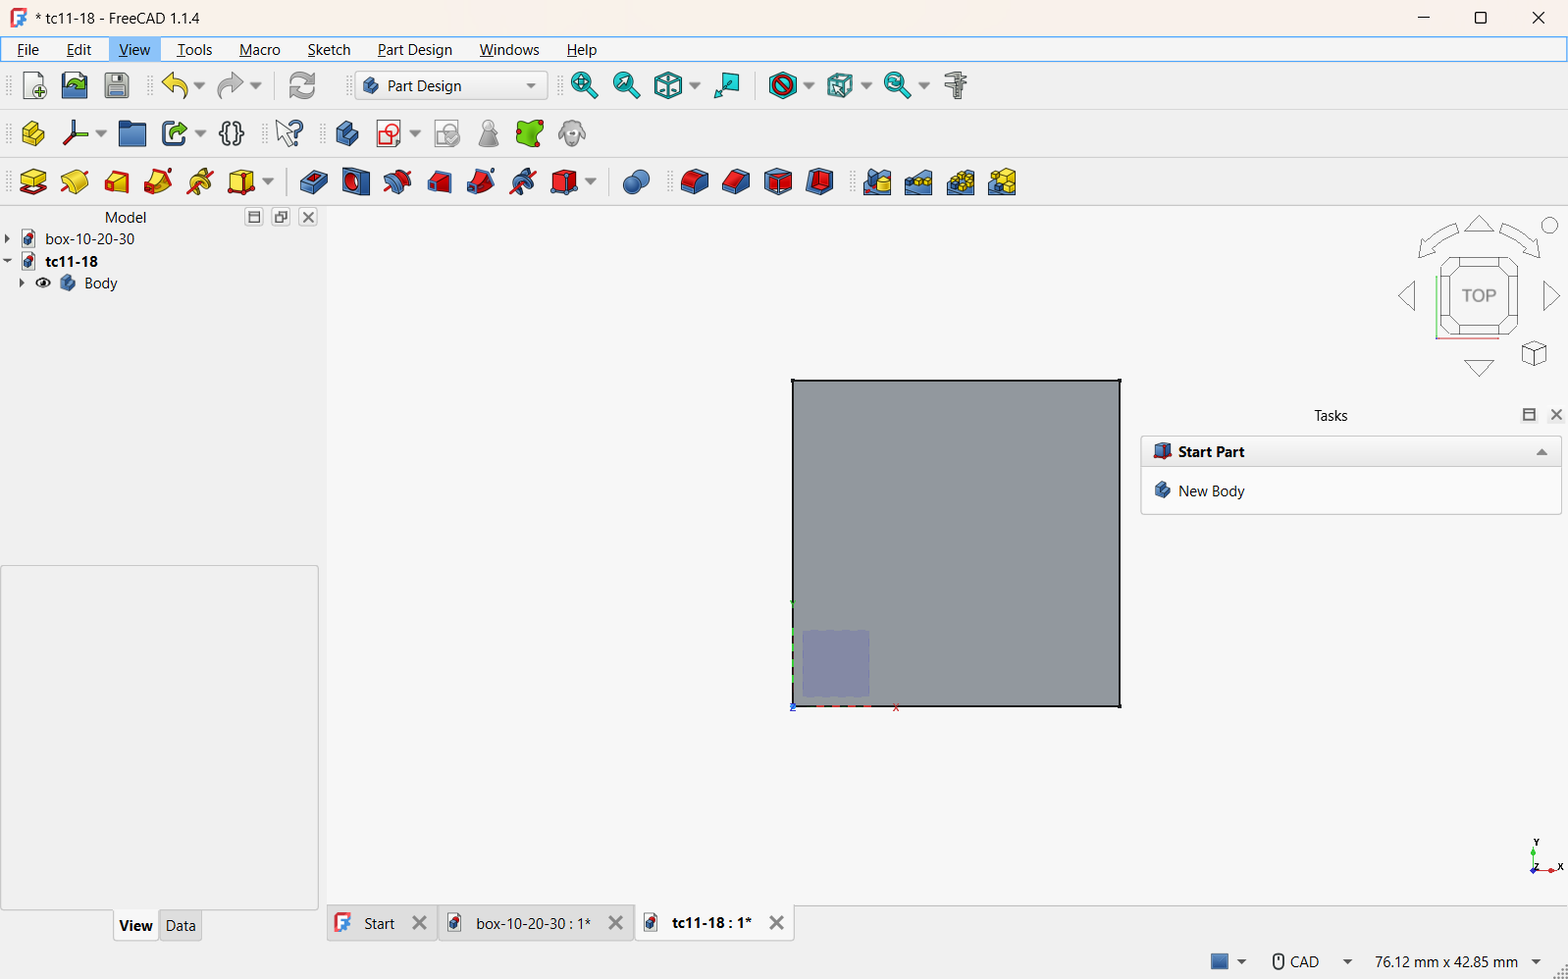 * tc11-18 - FreeCAD 1.1.4
File Edit View Tools Macro Sketch Part Design Windows Help
Part Design
Model
box-10-20-30
tc11-18
Body
TOP
Tasks
Start Part
New Body
X
Z
Y
Z
X
View Data
Start box-10-20-30 : 1* tc11-18 : 1*
CAD 76.12 mm x 42.85 mm